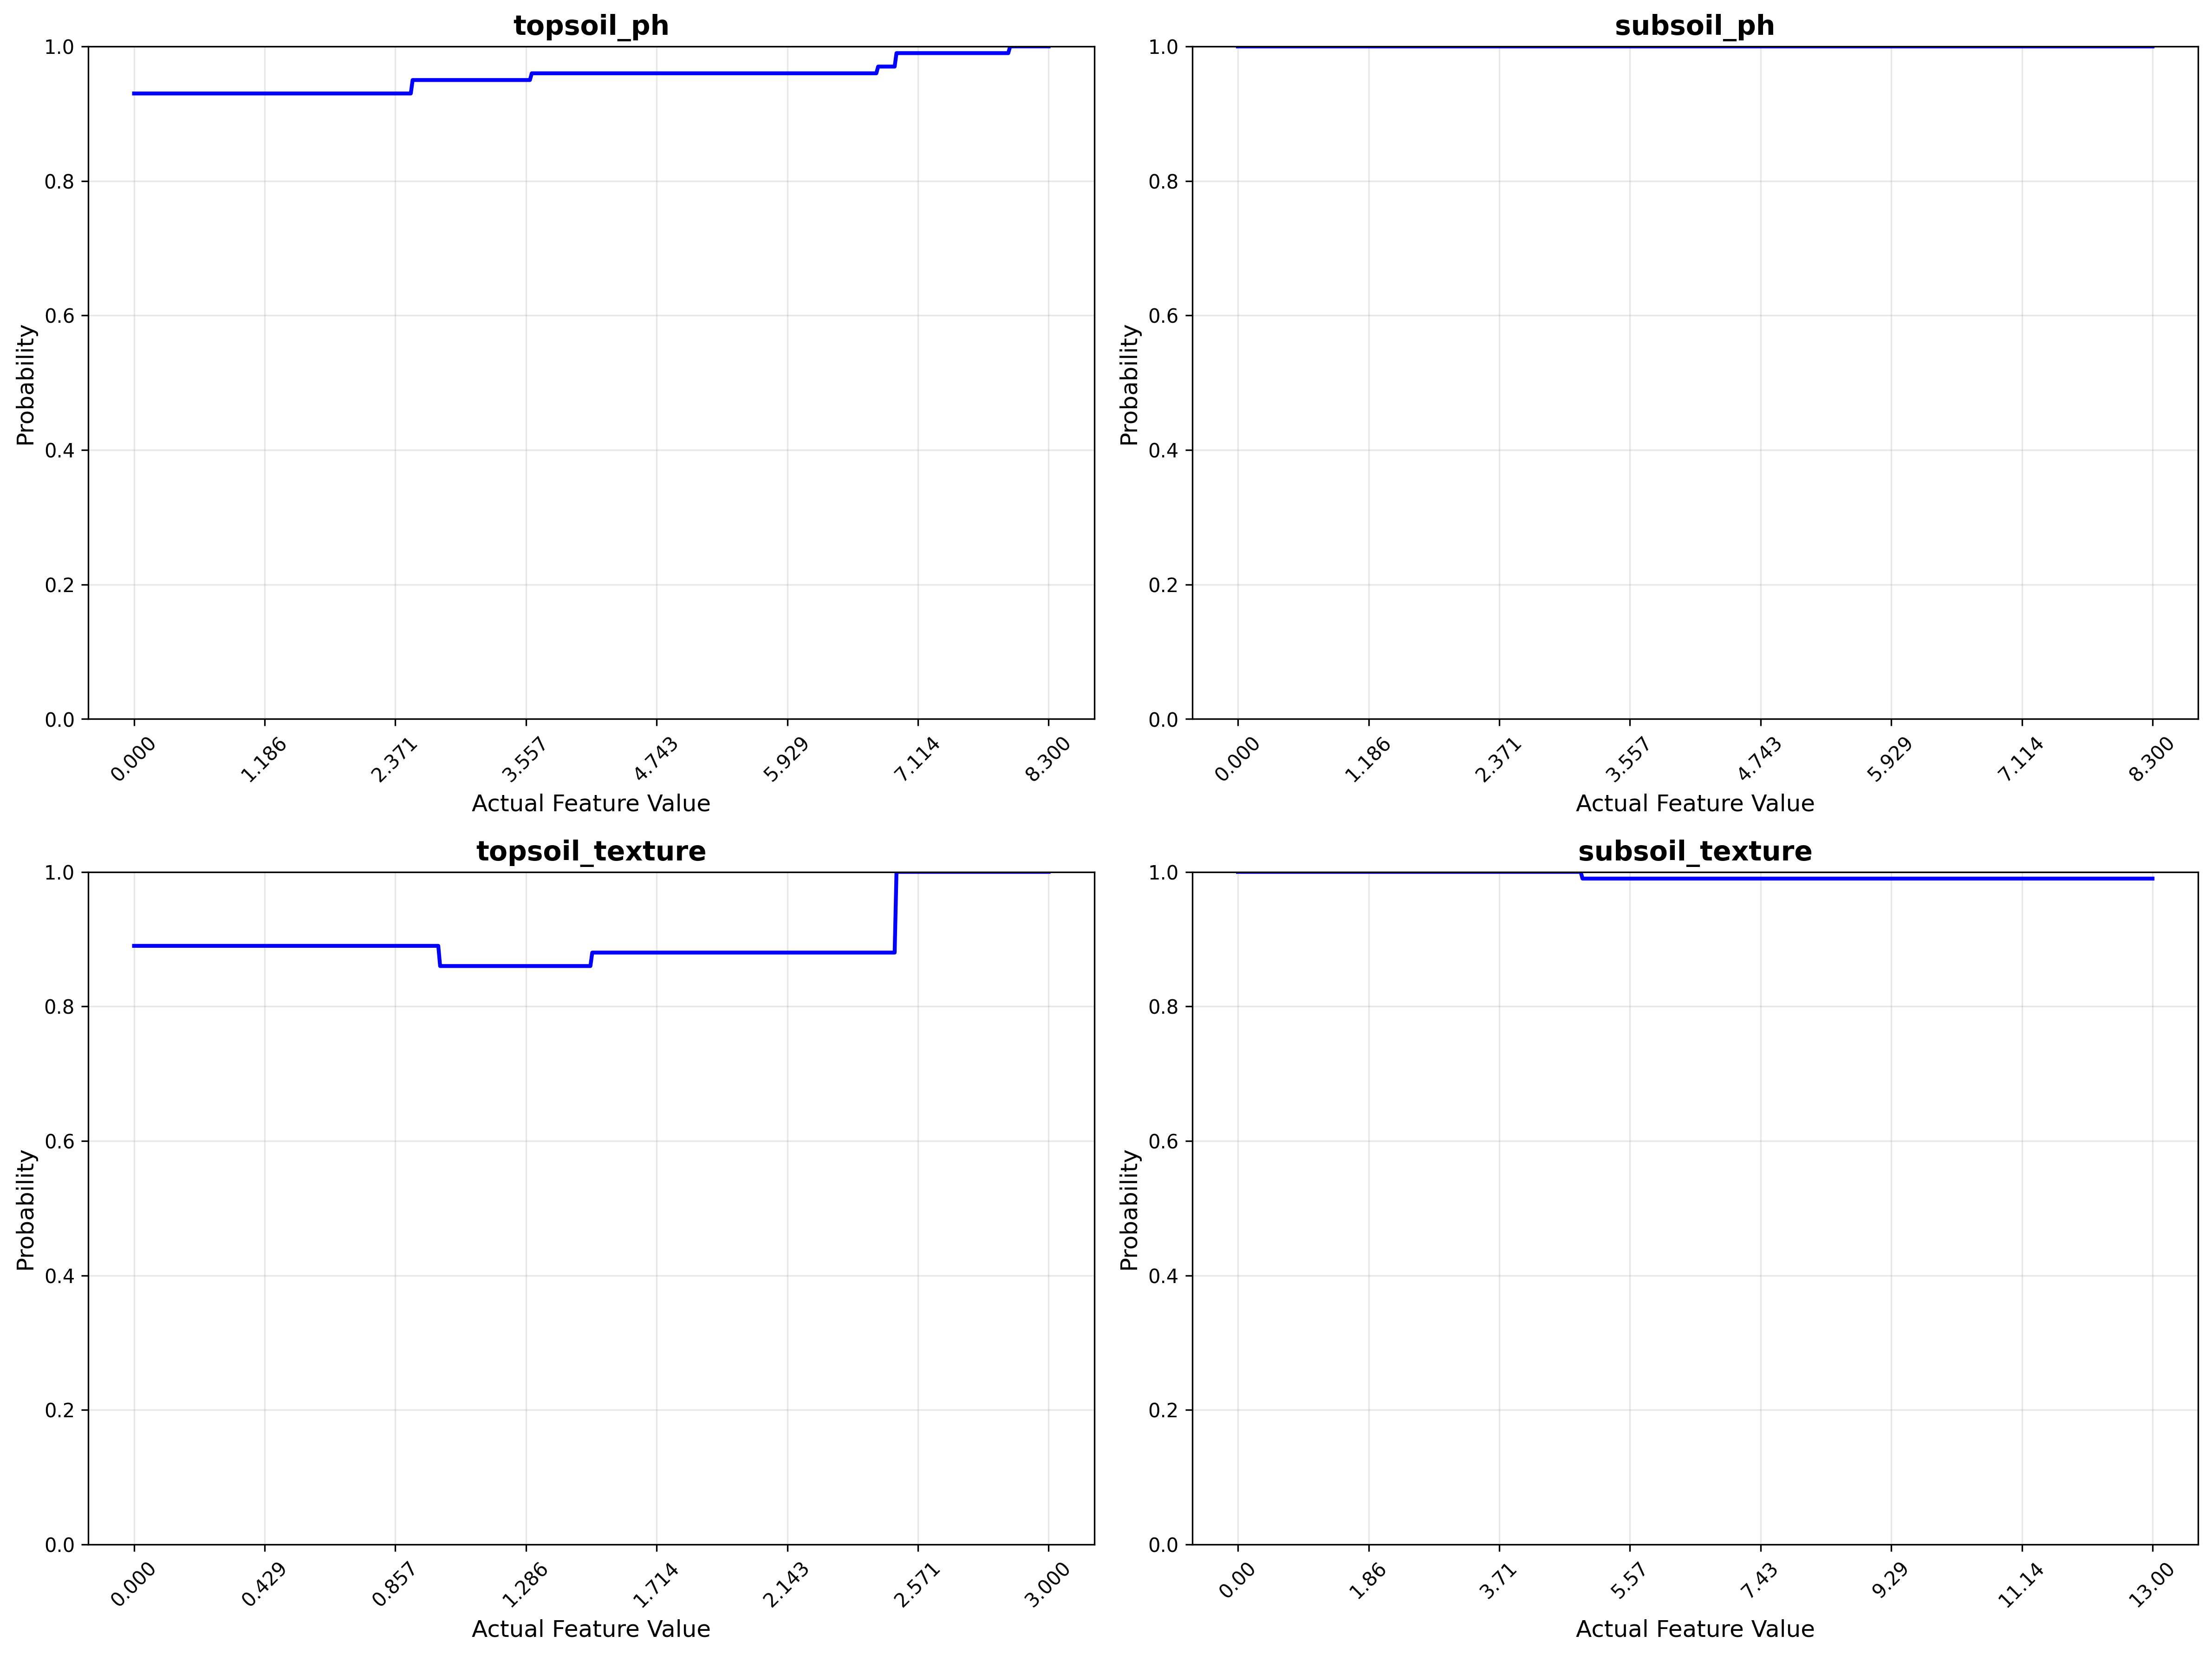 topsoil_ph
1.0
0.8
0.6
0.4
0.2
0.0
Probability
0.000 1.186 2.371 3.557 4.743 5.929 7.114 8.300
Actual Feature Value
subsoil_ph
1.0
0.8
0.6
0.4
0.2
0.0
Probability
0.000 1.186 2.371 3.557 4.743 5.929 7.114 8.300
Actual Feature Value
topsoil_texture
1.0
0.8
0.6
0.4
0.2
0.0
Probability
0.000 0.429 0.857 1.286 1.714 2.143 2.571 3.000
Actual Feature Value
subsoil_texture
1.0
0.8
0.6
0.4
0.2
0.0
Probability
0.00 1.86 3.71 5.57 7.43 9.29 11.14 13.00
Actual Feature Value